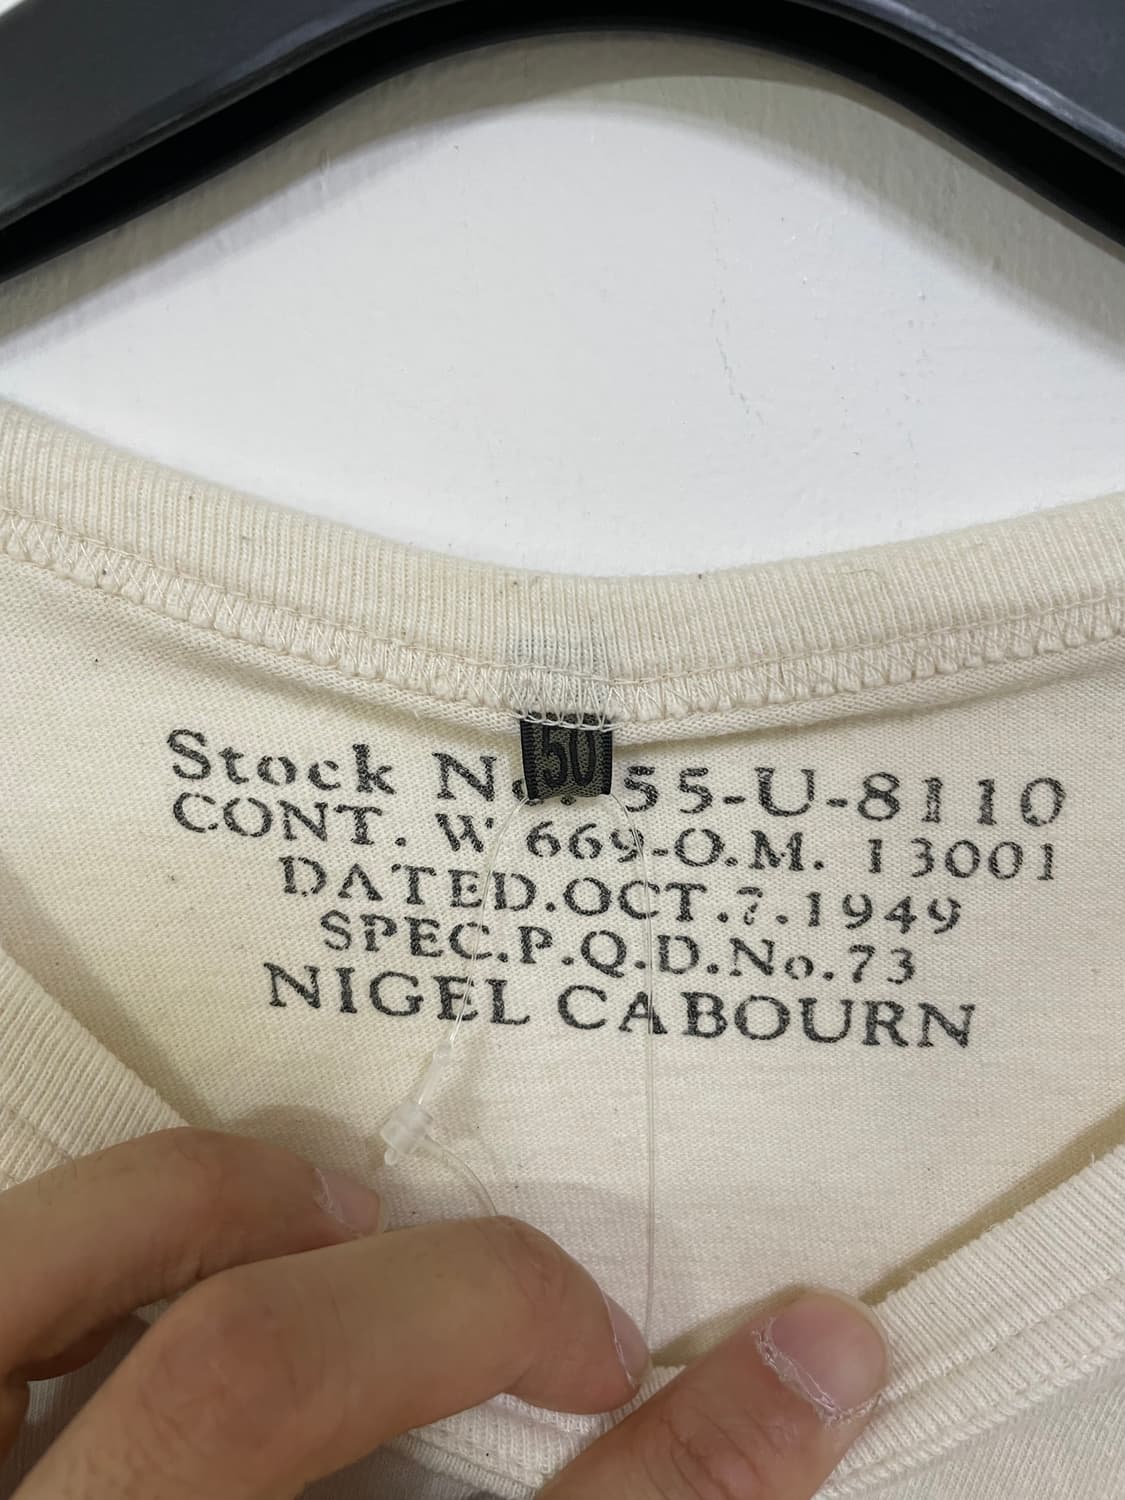 50
Stock No. 55-U-8110
CONT. W 669-O.M. 13001
DATED.OCT.7.1949
SPEC.P.Q.D.No.73
NIGEL CABOURN